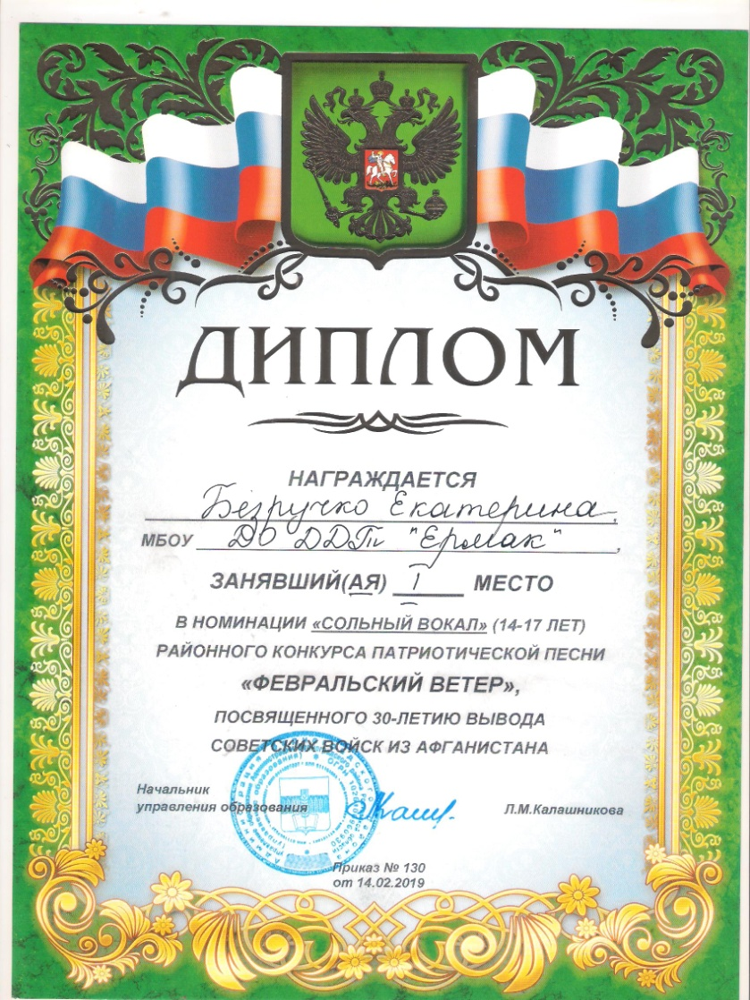 ДИПЛОМ
НАГРАЖДАЕТСЯ
Безручко Екатерина,
МБОУ ДО ДДТ "Ермак",
ЗАНЯВШИЙ(АЯ) I МЕСТО
В НОМИНАЦИИ «СОЛЬНЫЙ ВОКАЛ» (14-17 ЛЕТ)
РАЙОННОГО КОНКУРСА ПАТРИОТИЧЕСКОЙ ПЕСНИ
«ФЕВРАЛЬСКИЙ ВЕТЕР»,
ПОСВЯЩЕННОГО 30-ЛЕТИЮ ВЫВОДА
СОВЕТСКИХ ВОЙСК ИЗ АФГАНИСТАНА
Начальник
управления образования Л.М.Калашникова
Приказ № 130
от 14.02.2019